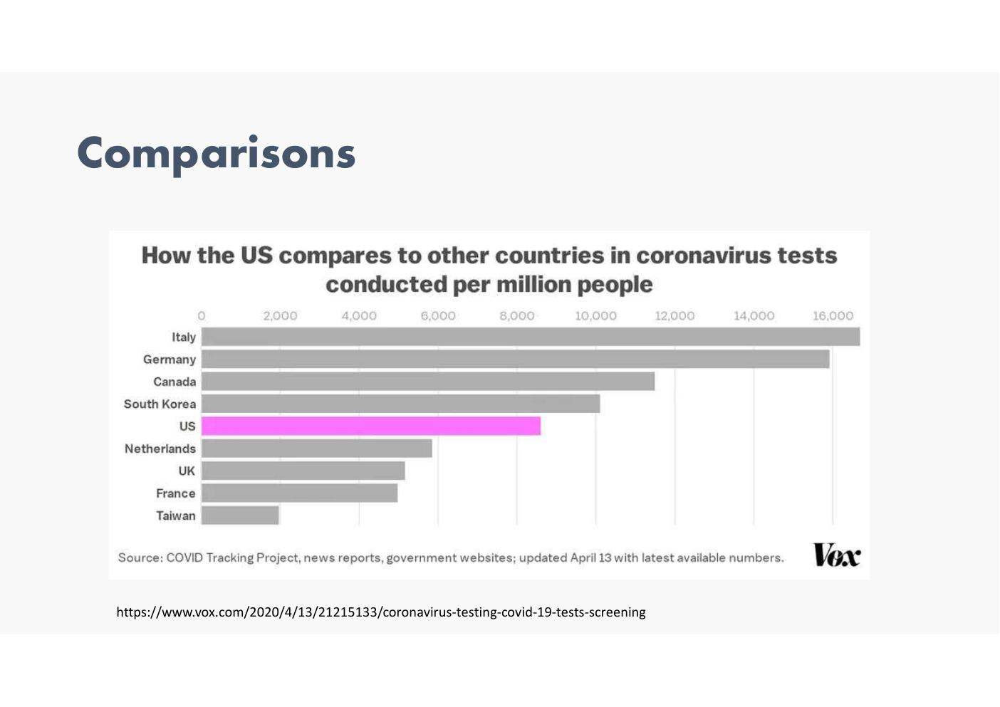 Comparisons
How the US compares to other countries in coronavirus tests
conducted per million people
0 2,000 4,000 6,000 8,000 10,000 12,000 14,000 16,000
Italy
Germany
Canada
South Korea
US
Netherlands
UK
France
Taiwan
Source: COVID Tracking Project, news reports, government websites; updated April 13 with latest available numbers.
Vox
https://www.vox.com/2020/4/13/21215133/coronavirus-testing-covid-19-tests-screening